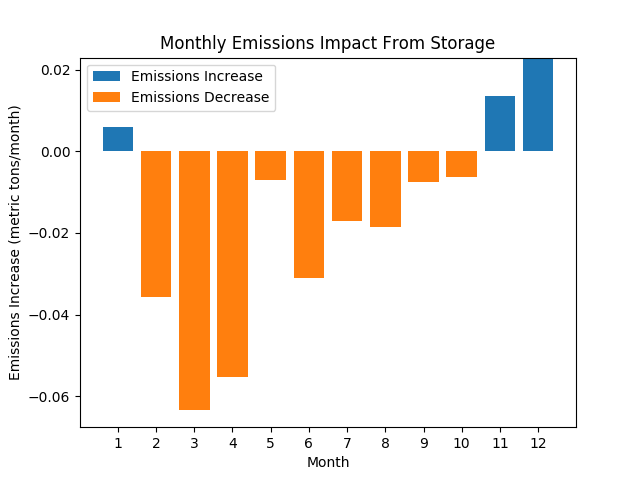 Monthly Emissions Impact From Storage
Emissions Increase
Emissions Decrease
Emissions Increase (metric tons/month)
0.02
0.00
−0.02
−0.04
−0.06
1 2 3 4 5 6 7 8 9 10 11 12
Month